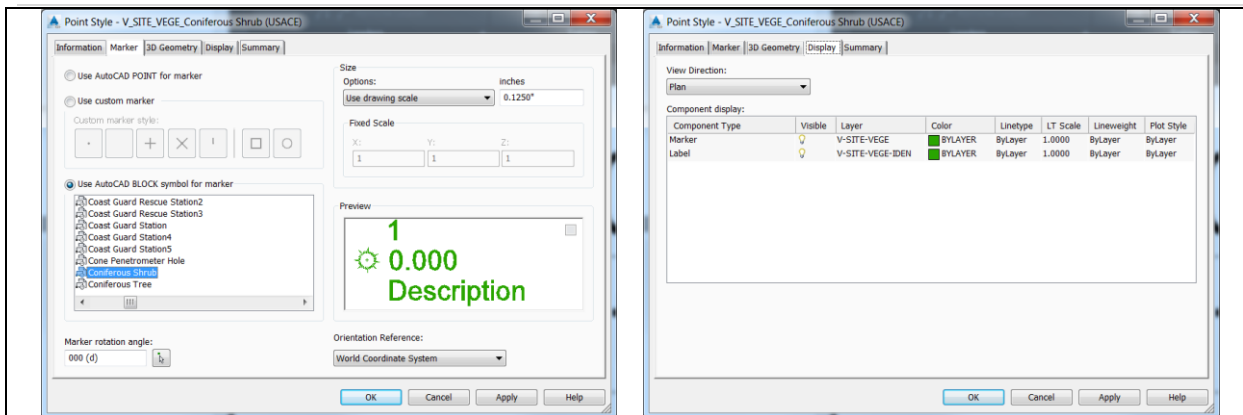 Point Style - V_SITE_VEGE_Coniferous Shrub (USACE)
Information Marker 3D Geometry Display Summary
Use AutoCAD POINT for marker
Use custom marker
Custom marker style:
Use AutoCAD BLOCK symbol for marker
Coast Guard Rescue Station2
Coast Guard Rescue Station3
Coast Guard Station
Coast Guard Station4
Coast Guard Station5
Cone Penetrometer Hole
Coniferous Shrub
Coniferous Tree
Marker rotation angle:
000 (d)
Size
Options: inches
Use drawing scale 0.1250"
Fixed Scale
X: Y: Z:
1 1 1
Preview
1
0.000
Description
Orientation Reference:
World Coordinate System
OK Cancel Apply Help
Point Style - V_SITE_VEGE_Coniferous Shrub (USACE)
Information Marker 3D Geometry Display Summary
View Direction:
Plan
Component display:
Component Type Visible Layer Color Linetype LT Scale Lineweight Plot Style
Marker V-SITE-VEGE BYLAYER ByLayer 1.0000 ByLayer ByLayer
Label V-SITE-VEGE-IDEN BYLAYER ByLayer 1.0000 ByLayer ByLayer
OK Cancel Apply Help